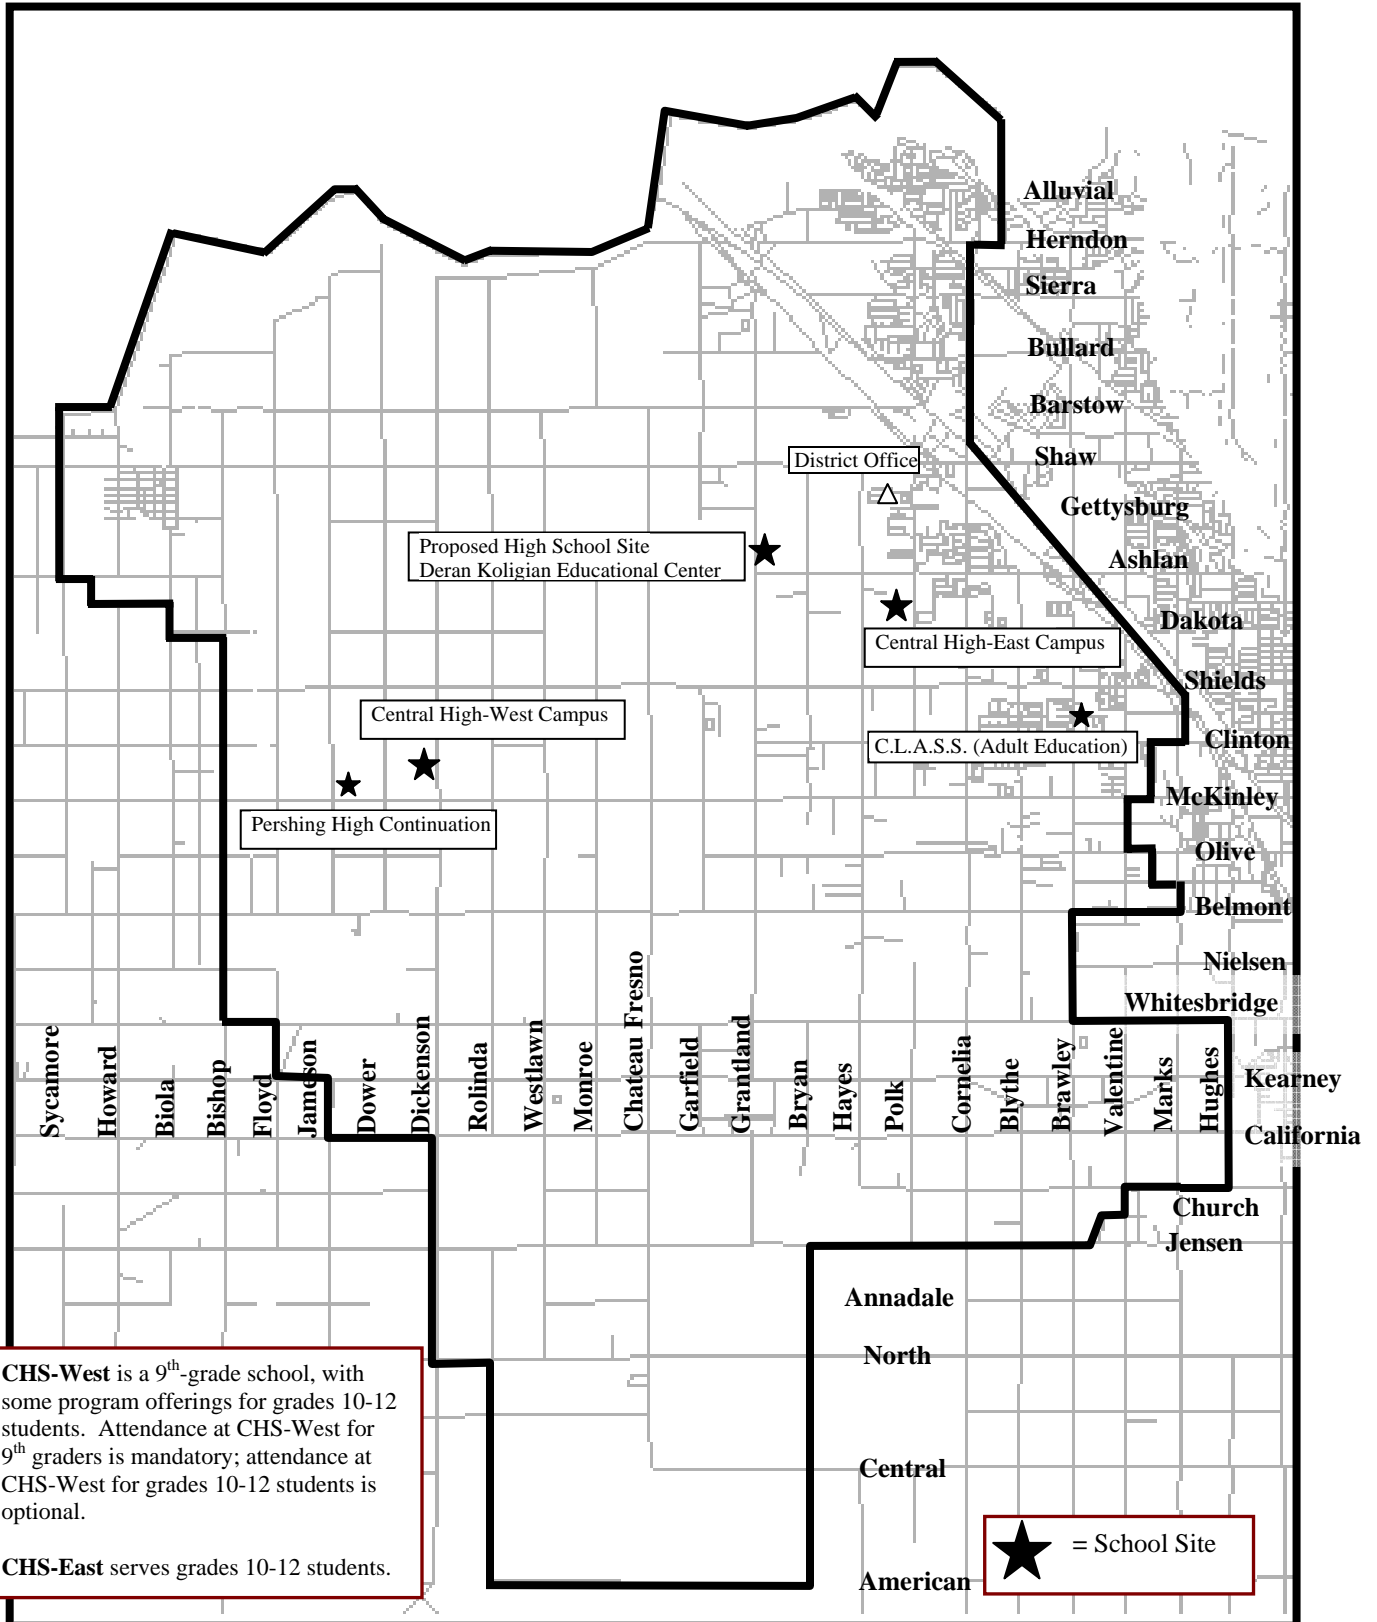 Alluvial
Herndon
Sierra
Bullard
Barstow
Shaw
District Office
Gettysburg
Proposed High School Site
Deran Koligian Educational Center
Ashlan
Dakota
Central High-East Campus
Shields
Central High-West Campus
Clinton
C.L.A.S.S. (Adult Education)
McKinley
Pershing High Continuation
Olive
Belmont
Nielsen
Whitesbridge
Sycamore
Howard
Biola
Bishop
Floyd
Jameson
Dower
Dickenson
Rolinda
Westlawn
Monroe
Chateau Fresno
Garfield
Grantland
Bryan
Hayes
Polk
Cornelia
Blythe
Brawley
Valentine
Marks
Hughes
Kearney
California
Church
Jensen
Annadale
North
Central
American
CHS-West is a 9th-grade school, with
some program offerings for grades 10-12
students. Attendance at CHS-West for
9th graders is mandatory; attendance at
CHS-West for grades 10-12 students is
optional.
CHS-East serves grades 10-12 students.
= School Site